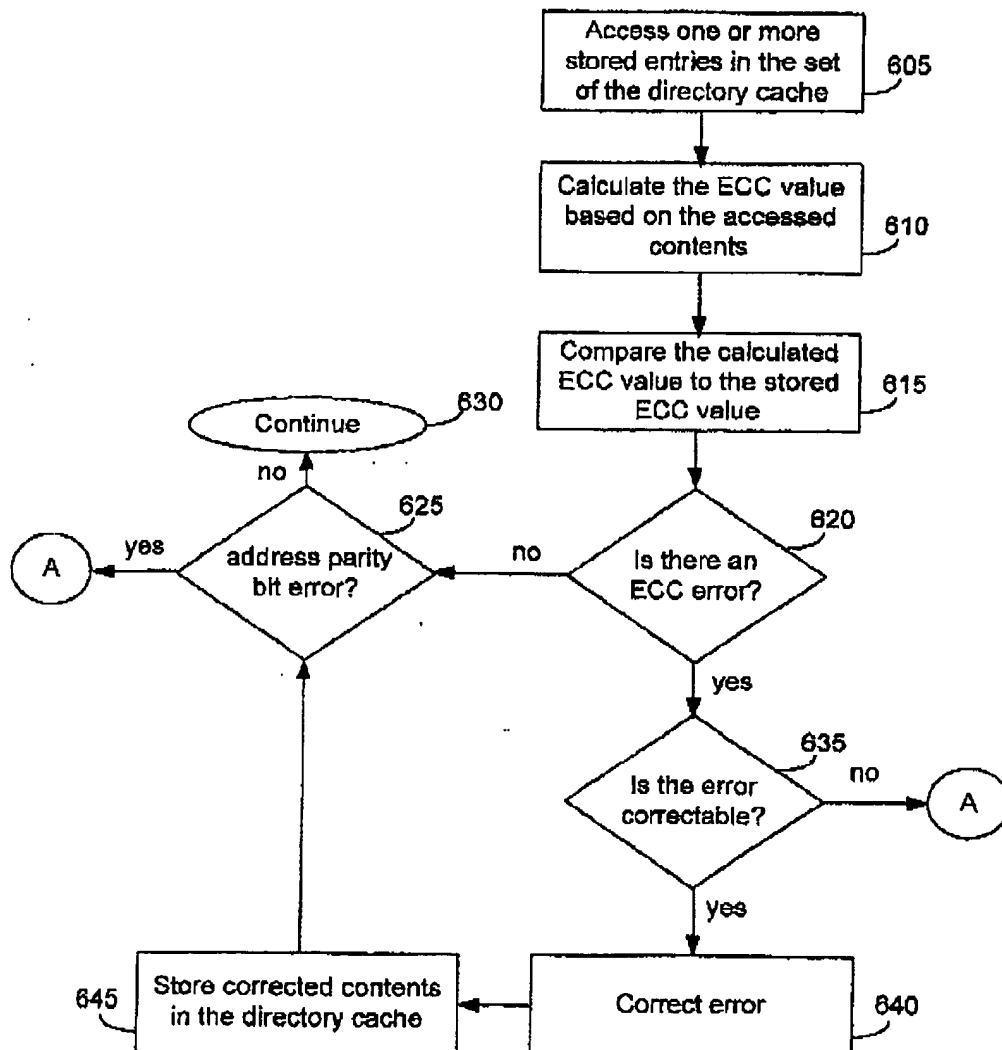 Access one or more
stored entries in the set
of the directory cache
605
Calculate the ECC value
based on the accessed
contents
610
Compare the calculated
ECC value to the stored
ECC value
615
Continue
630
no
625
620
yes
A
address parity
bit error?
no
Is there an
ECC error?
yes
635
Is the error
correctable?
no
A
yes
645
Store corrected contents
in the directory cache
Correct error
640